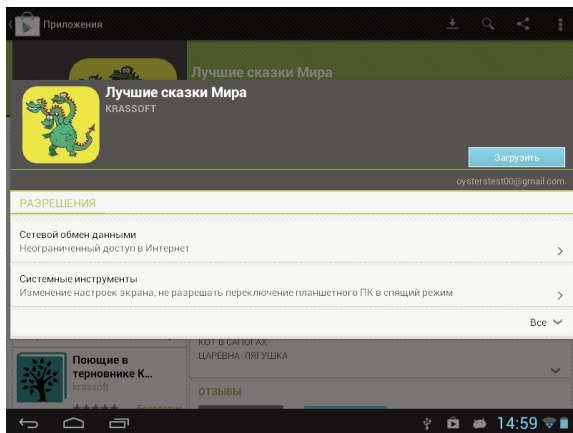 Приложения
Лучшие сказки Мира
Лучшие сказки Мира
KRASSOFT
Загрузить
oysterstest00@gmail.com
РАЗРЕШЕНИЯ
Сетевой обмен данными
Неограниченный доступ в Интернет
Системные инструменты
Изменение настроек экрана, не разрешать переключение планшетного ПК в спящий режим
Все
КОТ В САПОГАХ
ЦАРЕВНА-ЛЯГУШКА
Поющие в
терновнике К...
krassoft
Бесплатно
ОТЗЫВЫ
14:59